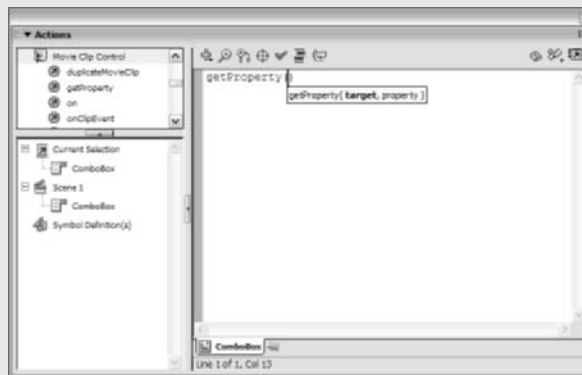 Actions
Movie Clip Control
duplicateMovieClip
getProperty
on
onClipEvent
Current Selection
ComboBox
Scene 1
ComboBox
Symbol Definition(s)
getProperty()
getProperty( target, property )
ComboBox
Line 1 of 1, Col 13